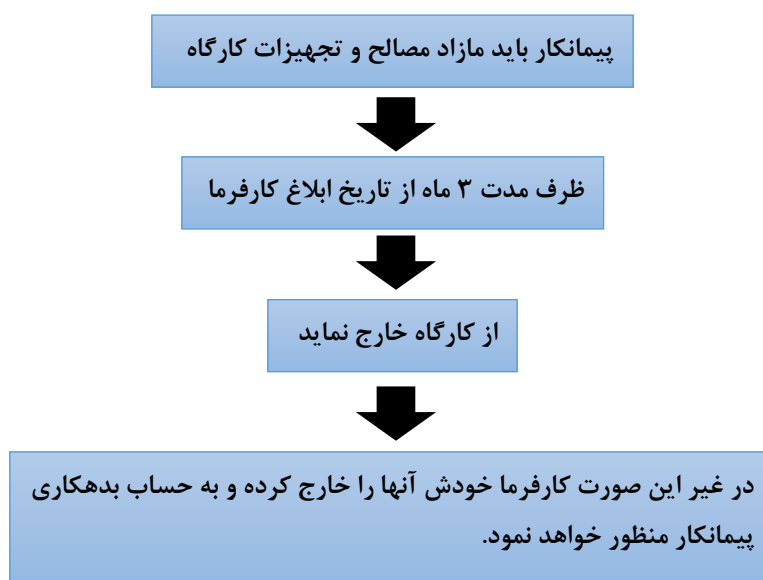 پیمانکار باید مازاد مصالح و تجهیزات کارگاه
ظرف مدت ۳ ماه از تاریخ ابلاغ کارفرما
از کارگاه خارج نماید
در غیر این صورت کارفرما خودش آنها را خارج کرده و به حساب بدهکاری
پیمانکار منظور خواهد نمود.